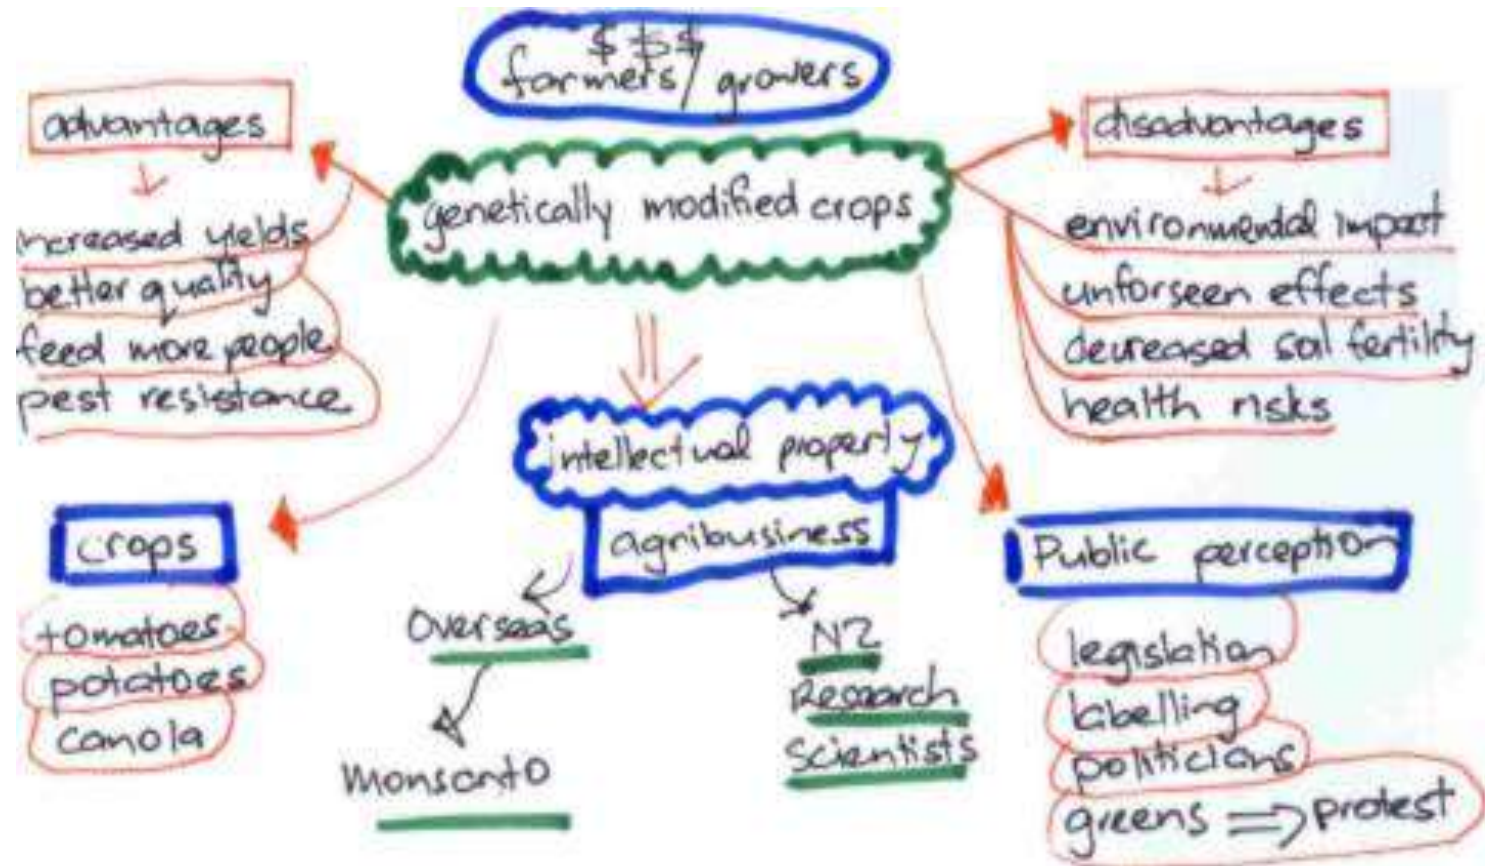 $ $ $
farmers/growers
genetically modified crops
advantages
increased yields
better quality
feed more people
pest resistance
disadvantages
environmental impact
unforseen effects
decreased soil fertility
health risks
intellectual property
agribusiness
Overseas
Monsanto
NZ
Research
Scientists
crops
tomatoes
potatoes
canola
Public perception
legislation
labelling
politicians
greens ⇒ protest